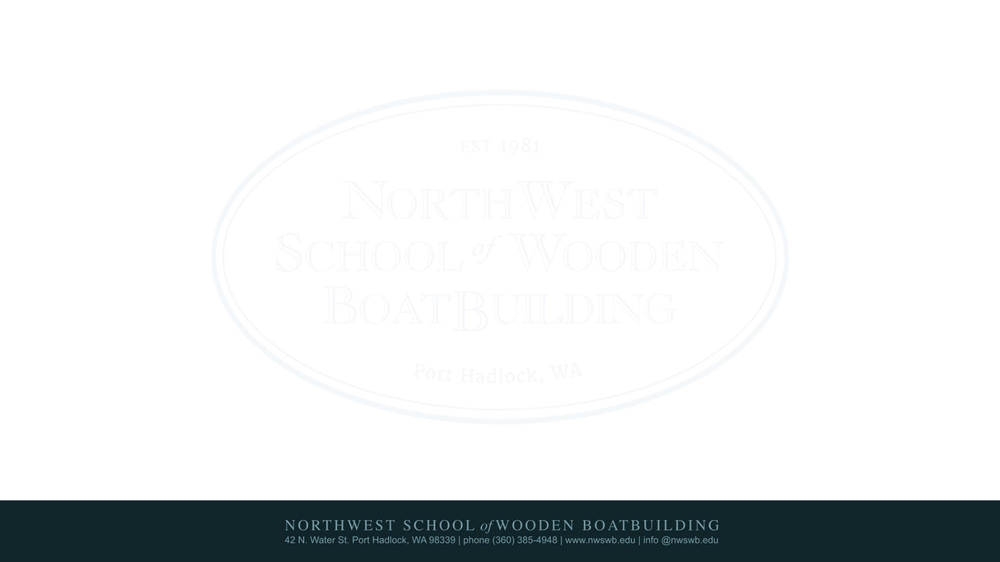 EST 1981
NORTHWEST
SCHOOL of WOODEN
BOATBUILDING
Port Hadlock, WA
NORTHWEST SCHOOL of WOODEN BOATBUILDING
42 N. Water St. Port Hadlock, WA 98339 | phone (360) 385-4948 | www.nwswb.edu | info @nwswb.edu